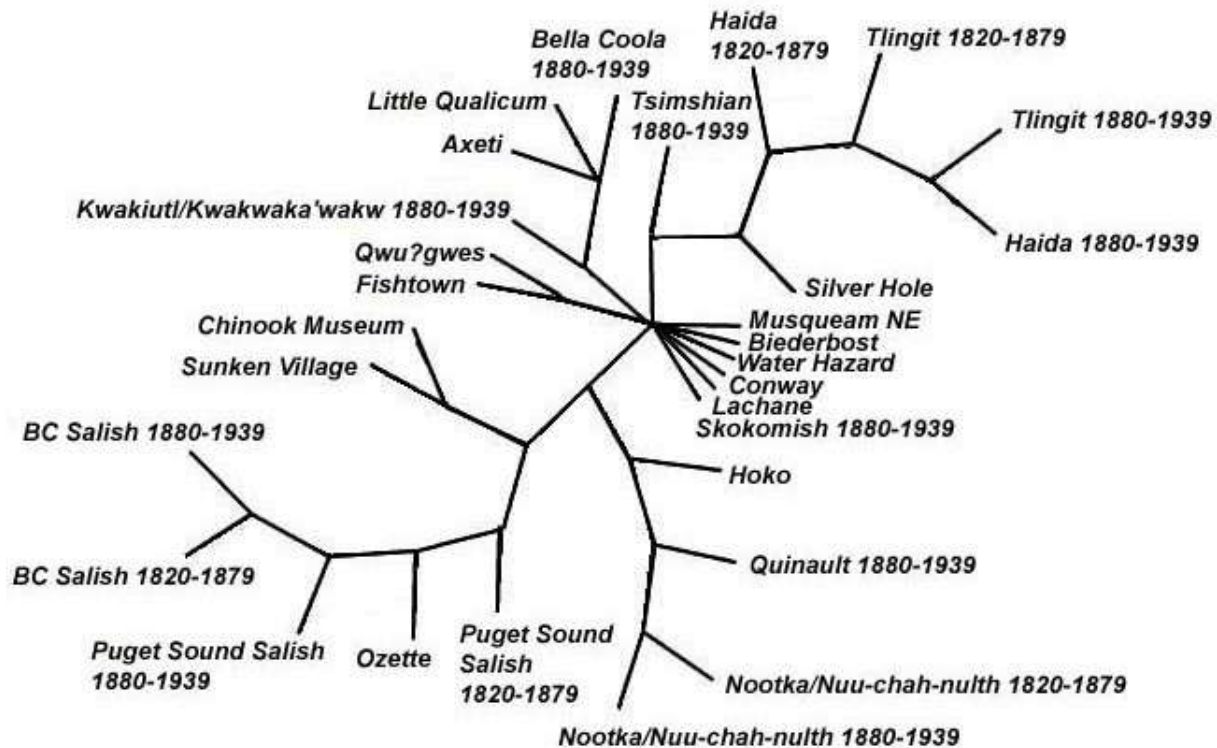 Haida
1820-1879
Tlingit 1820-1879
Bella Coola
1880-1939
Little Qualicum
Tsimshian
1880-1939
Tlingit 1880-1939
Axeti
Kwakiutl/Kwakwaka'wakw 1880-1939
Haida 1880-1939
Qwu?gwes
Fishtown
Silver Hole
Chinook Museum
Musqueam NE
Biederbost
Sunken Village
Water Hazard
Conway
Lachane
Skokomish 1880-1939
BC Salish 1880-1939
Hoko
BC Salish 1820-1879
Quinault 1880-1939
Puget Sound Salish
1880-1939
Ozette
Puget Sound
Salish
1820-1879
Nootka/Nuu-chah-nulth 1820-1879
Nootka/Nuu-chah-nulth 1880-1939